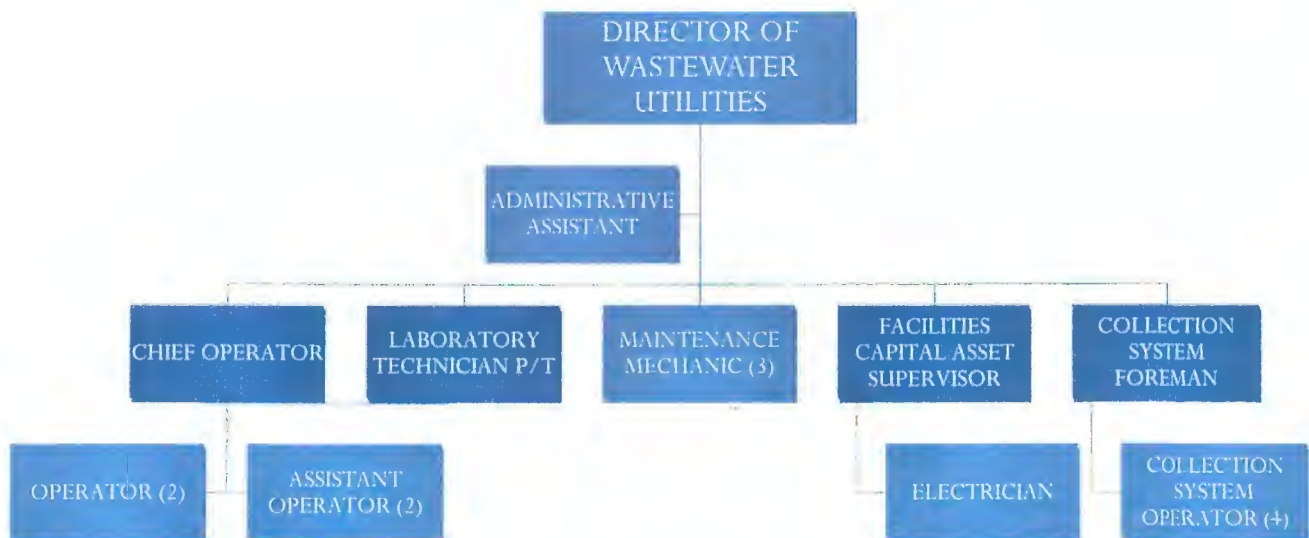 DIRECTOR OF
WASTEWATER
UTILITIES
ADMINISTRATIVE
ASSISTANT
CHIEF OPERATOR
LABORATORY
TECHNICIAN P/T
MAINTENANCE
MECHANIC (3)
FACILITIES
CAPITAL ASSET
SUPERVISOR
COLLECTION
SYSTEM
FOREMAN
OPERATOR (2)
ASSISTANT
OPERATOR (2)
ELECTRICIAN
COLLECTION
SYSTEM
OPERATOR (4)